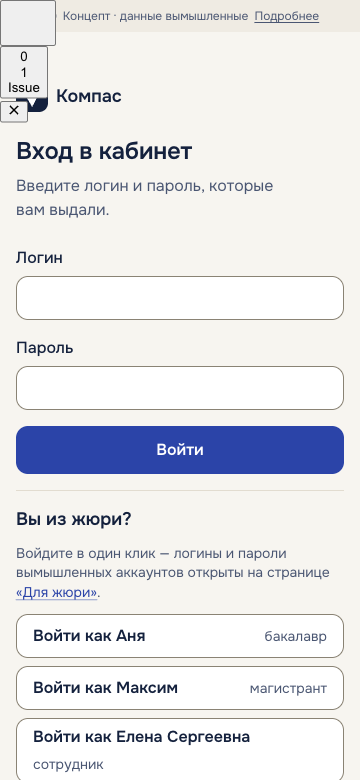 Концепт · данные вымышленные Подробнее
0
1
Issue
✕
Компас
Вход в кабинет
Введите логин и пароль, которые
вам выдали.
Логин
Пароль
Войти
Вы из жюри?
Войдите в один клик — логины и пароли
вымышленных аккаунтов открыты на странице
«Для жюри».
Войти как Аня бакалавр
Войти как Максим магистрант
Войти как Елена Сергеевна
сотрудник